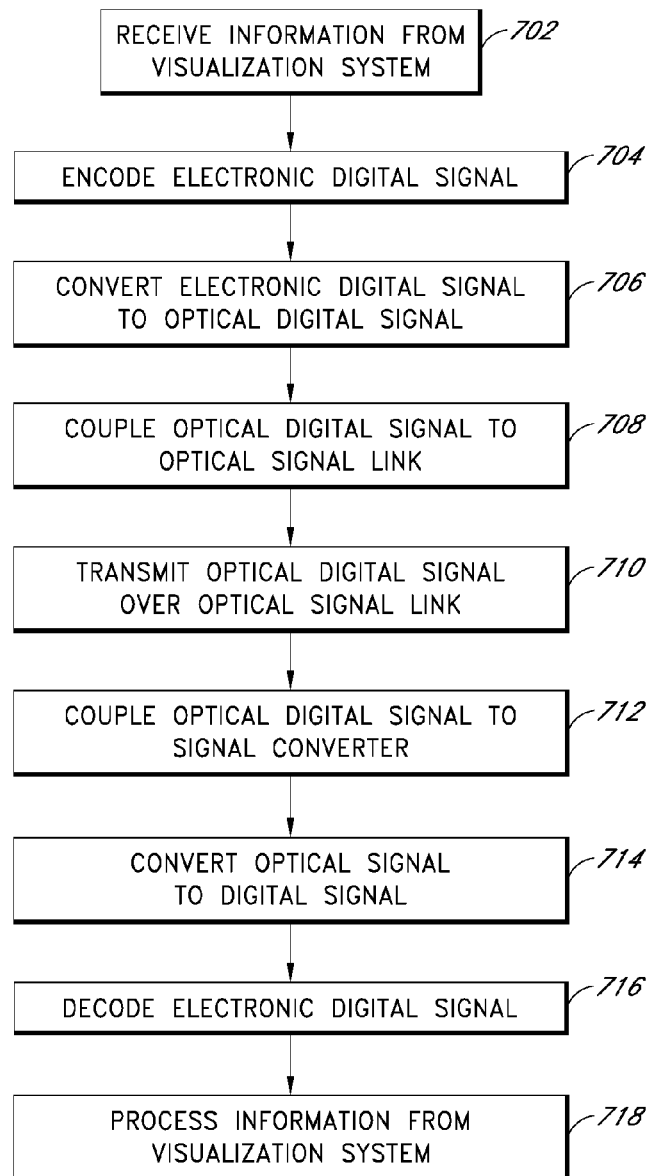 RECEIVE INFORMATION FROM
VISUALIZATION SYSTEM
702
ENCODE ELECTRONIC DIGITAL SIGNAL
704
CONVERT ELECTRONIC DIGITAL SIGNAL
TO OPTICAL DIGITAL SIGNAL
706
COUPLE OPTICAL DIGITAL SIGNAL TO
OPTICAL SIGNAL LINK
708
TRANSMIT OPTICAL DIGITAL SIGNAL
OVER OPTICAL SIGNAL LINK
710
COUPLE OPTICAL DIGITAL SIGNAL TO
SIGNAL CONVERTER
712
CONVERT OPTICAL SIGNAL
TO DIGITAL SIGNAL
714
DECODE ELECTRONIC DIGITAL SIGNAL
716
PROCESS INFORMATION FROM
VISUALIZATION SYSTEM
718